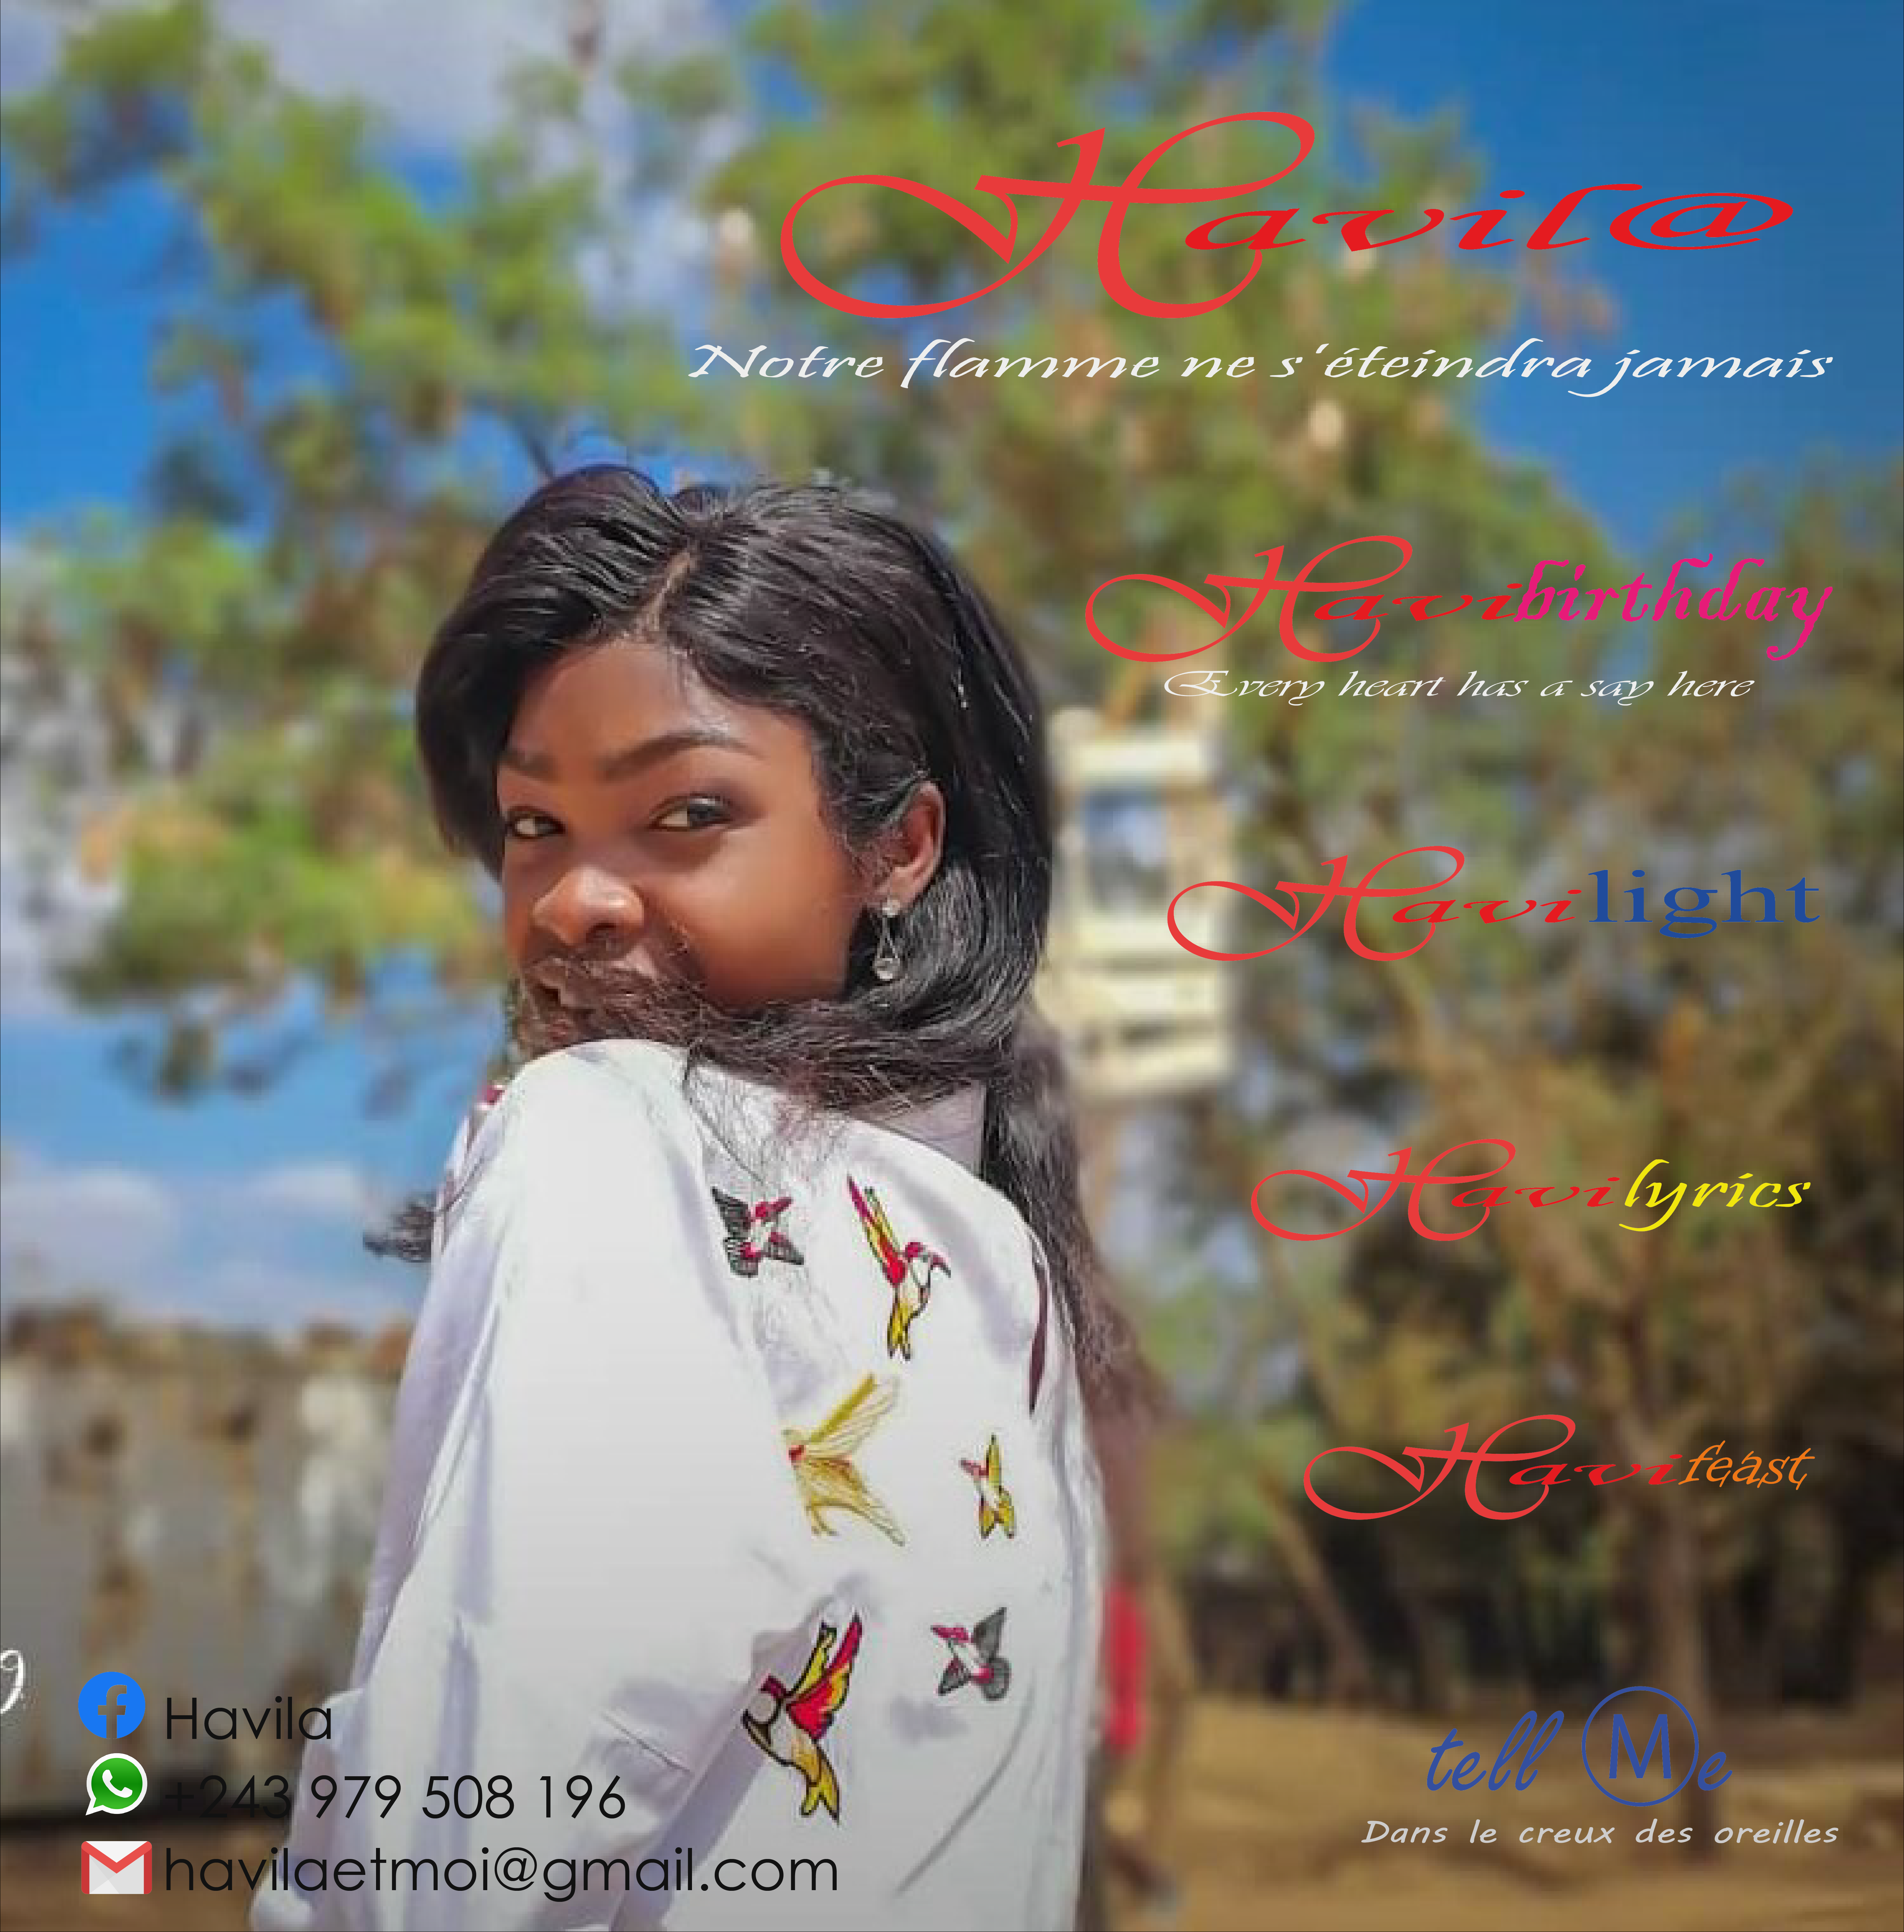 Havil@
Notre flamme ne s'éteindra jamais
Havibirthday
Every heart has a say here
Havilight
Havilyrics
Havifeast
Havila
+243 979 508 196
havilaetmoi@gmail.com
tell Me
Dans le creux des oreilles